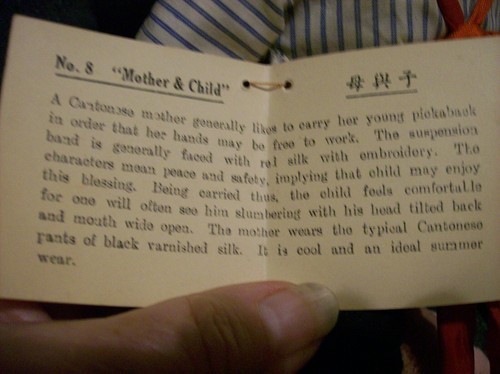 No. 8 "Mother & Child" 母與子
A Cantonese mother generally likes to carry her young pickaback
in order that her hands may be free to work. The suspension
band is generally faced with red silk with embroidery. The
characters mean peace and safety, implying that child may enjoy
this blessing. Being carried thus, the child feels comfortable
for one will often see him slumbering with his head tilted back
and mouth wide open. The mother wears the typical Cantonese
pants of black varnished silk. It is cool and an ideal summer
wear.